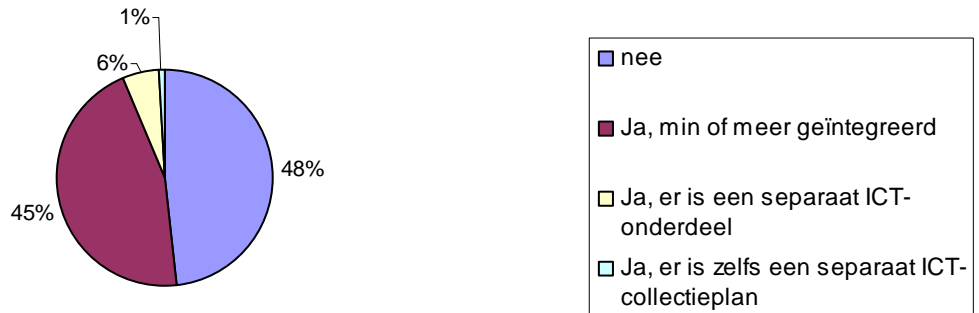 1%
6%
48%
45%
nee
Ja, min of meer geïntegreerd
Ja, er is een separaat ICT-
onderdeel
Ja, er is zelfs een separaat ICT-
collectieplan